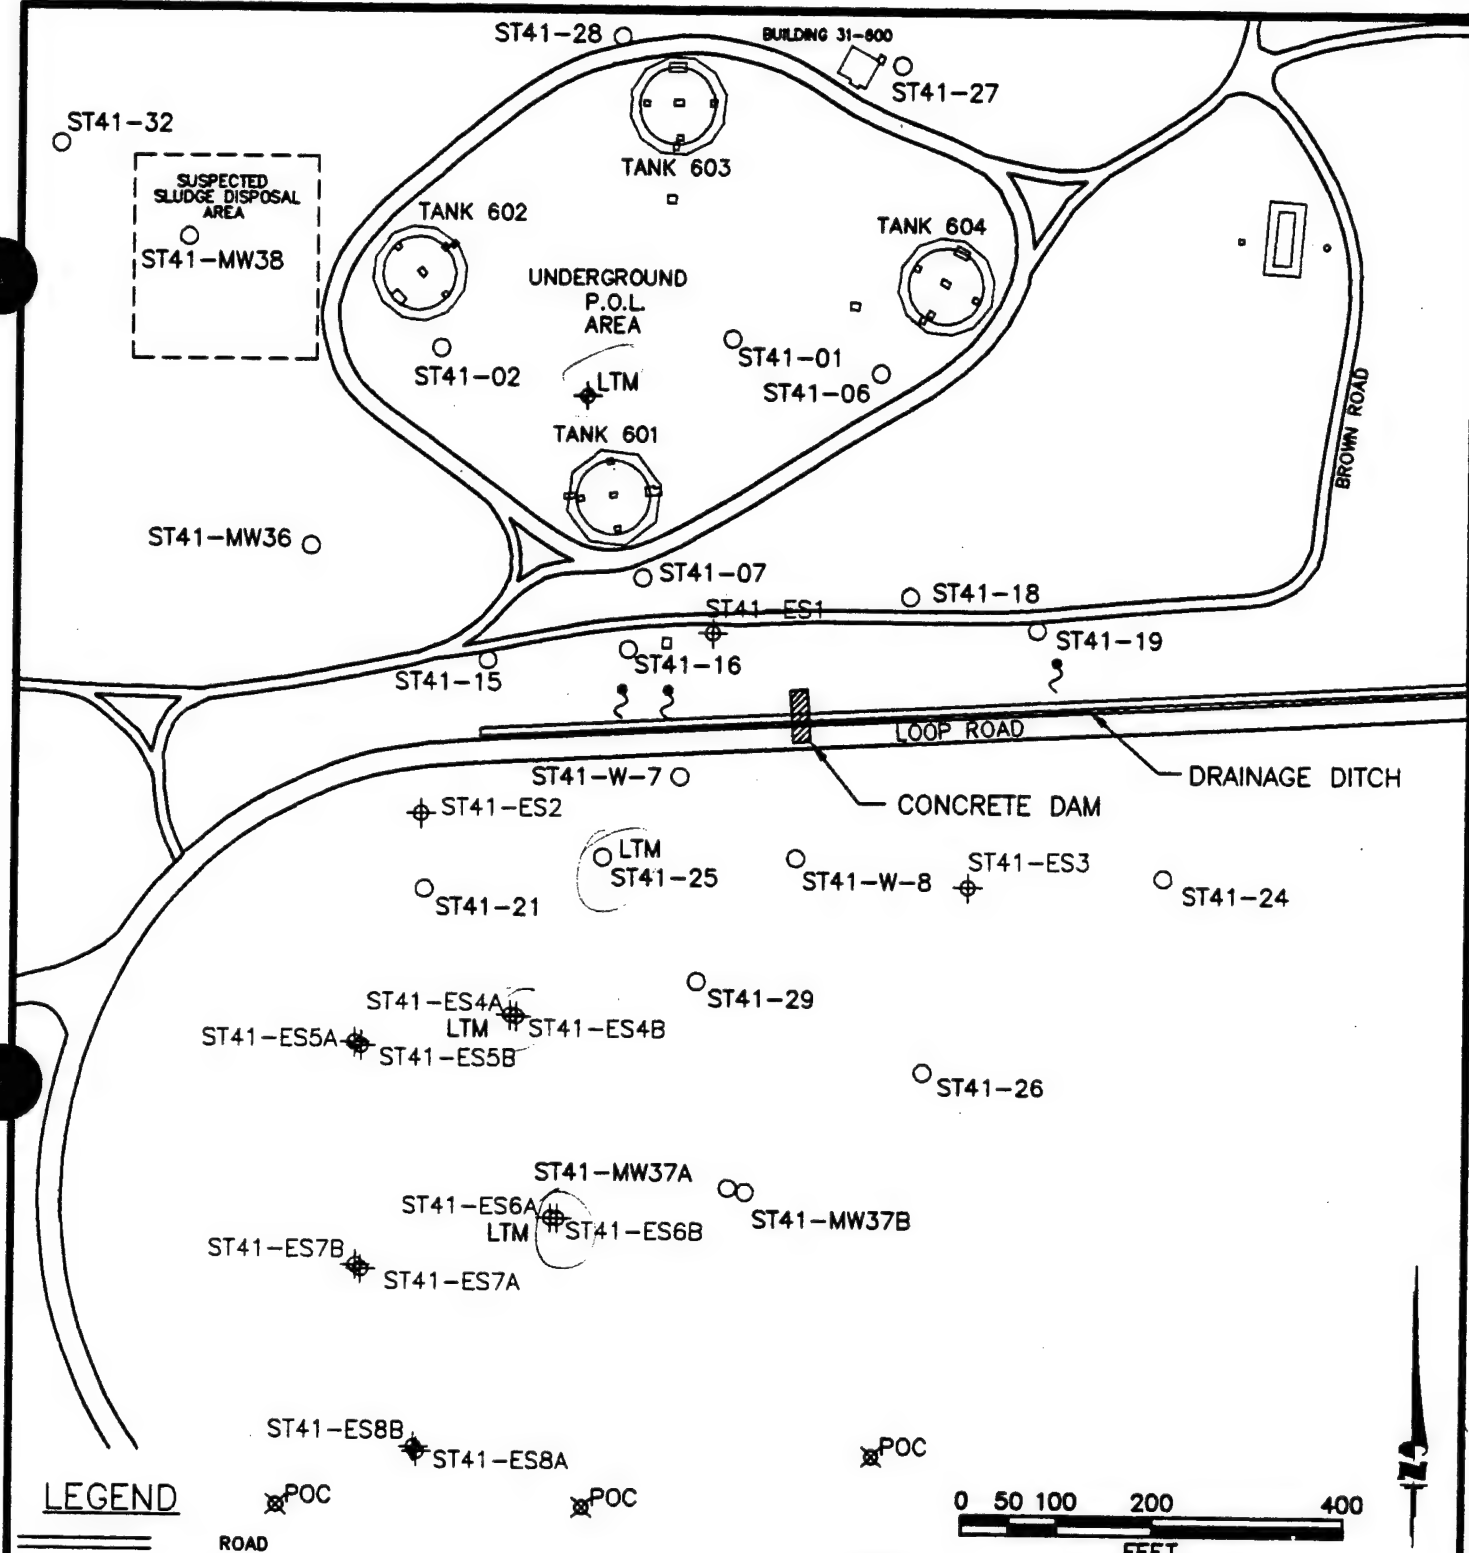 ST41-28
BUILDING 31-600
ST41-27
ST41-32
TANK 603
SUSPECTED
SLUDGE DISPOSAL
AREA
ST41-MW38
TANK 602
TANK 604
UNDERGROUND
P.O.L.
AREA
ST41-01
ST41-02
LTM
ST41-06
TANK 601
BROWN ROAD
ST41-MW36
ST41-07
ST41-ES1
ST41-18
ST41-19
ST41-16
ST41-15
LOOP ROAD
ST41-W-7
DRAINAGE DITCH
CONCRETE DAM
ST41-ES2
LTM
ST41-25
ST41-W-8
ST41-ES3
ST41-21
ST41-24
ST41-29
ST41-ES4A
LTM
ST41-ES4B
ST41-ES5A
ST41-ES5B
ST41-26
ST41-MW37A
ST41-ES6A
LTM
ST41-ES6B
ST41-MW37B
ST41-ES7B
ST41-ES7A
ST41-ES8B
ST41-ES8A
POC
LEGEND
POC
POC
0 50 100 200 400
FEET
ROAD
N